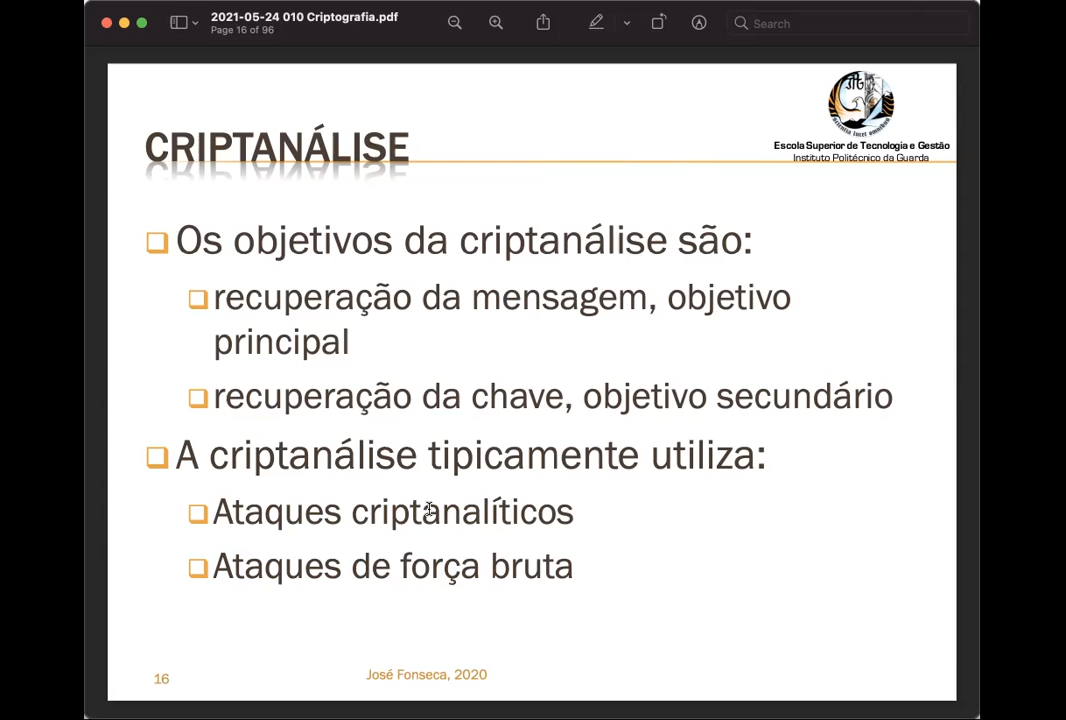 2021-05-24 010 Criptografia.pdf
Page 16 of 96
Search
Escola Superior de Tecnologia e Gestão
Instituto Politécnico da Guarda
CRIPTANÁLISE
Os objetivos da criptanálise são:
recuperação da mensagem, objetivo
principal
recuperação da chave, objetivo secundário
A criptanálise tipicamente utiliza:
Ataques criptanalíticos
Ataques de força bruta
16
José Fonseca, 2020